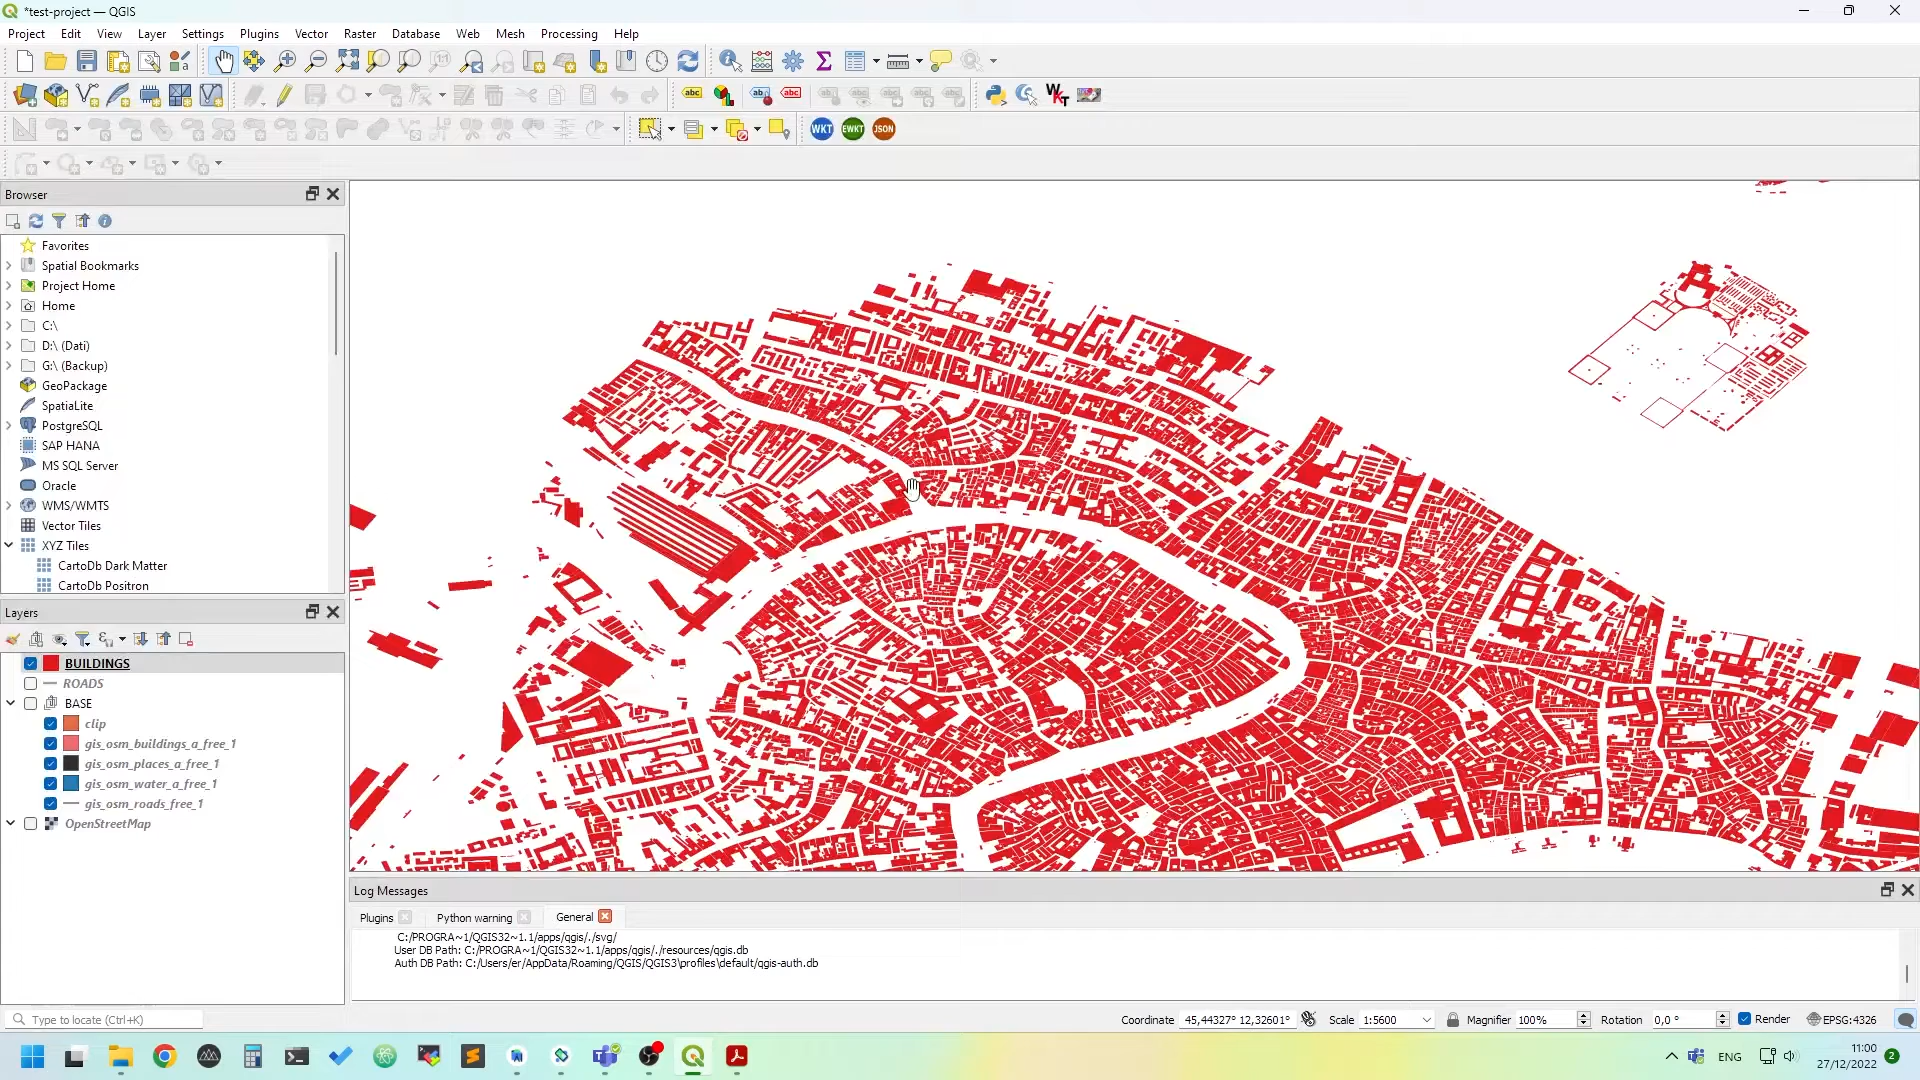 *test-project — QGIS
Project Edit View Layer Settings Plugins Vector Raster Database Web Mesh Processing Help
abc abc abc
WKT
WKT EWKT JSON
Browser
Favorites
Spatial Bookmarks
Project Home
Home
C:\
D:\ (Dati)
G:\ (Backup)
GeoPackage
SpatiaLite
PostgreSQL
SAP HANA
MS SQL Server
Oracle
WMS/WMTS
Vector Tiles
XYZ Tiles
CartoDb Dark Matter
CartoDb Positron
Layers
BUILDINGS
ROADS
BASE
clip
gis_osm_buildings_a_free_1
gis_osm_places_a_free_1
gis_osm_water_a_free_1
gis_osm_roads_free_1
OpenStreetMap
Log Messages
Plugins Python warning General
C:/PROGRA~1/QGIS32~1.1/apps/qgis/./svg/
User DB Path: C:/PROGRA~1/QGIS32~1.1/apps/qgis/./resources/qgis.db
Auth DB Path: C:/Users/er/AppData/Roaming/QGIS/QGIS3\profiles\default/qgis-auth.db
Type to locate (Ctrl+K)
Coordinate 45,44327° 12,32601° Scale 1:5600 Magnifier 100% Rotation 0,0 ° Render EPSG:4326
ENG
11:00
27/12/2022
2